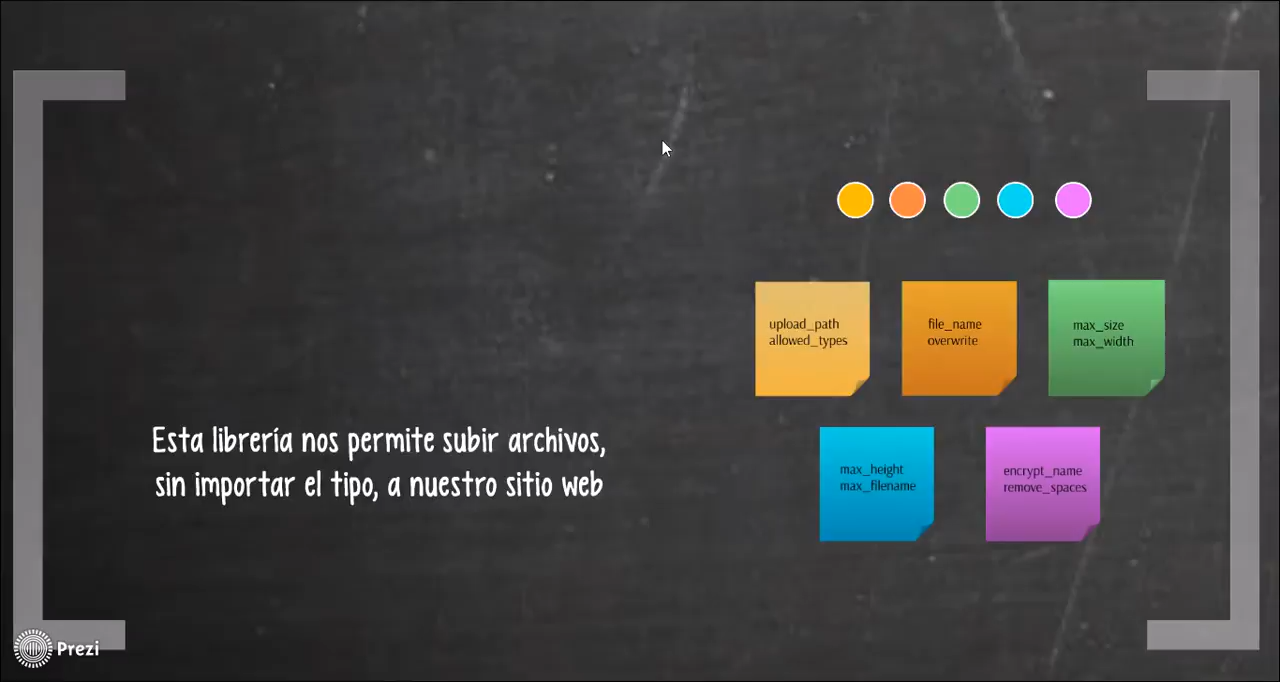 upload_path
allowed_types
file_name
overwrite
max_size
max_width
Esta librería nos permite subir archivos,
sin importar el tipo, a nuestro sitio web
max_height
max_filename
encrypt_name
remove_spaces
Prezi